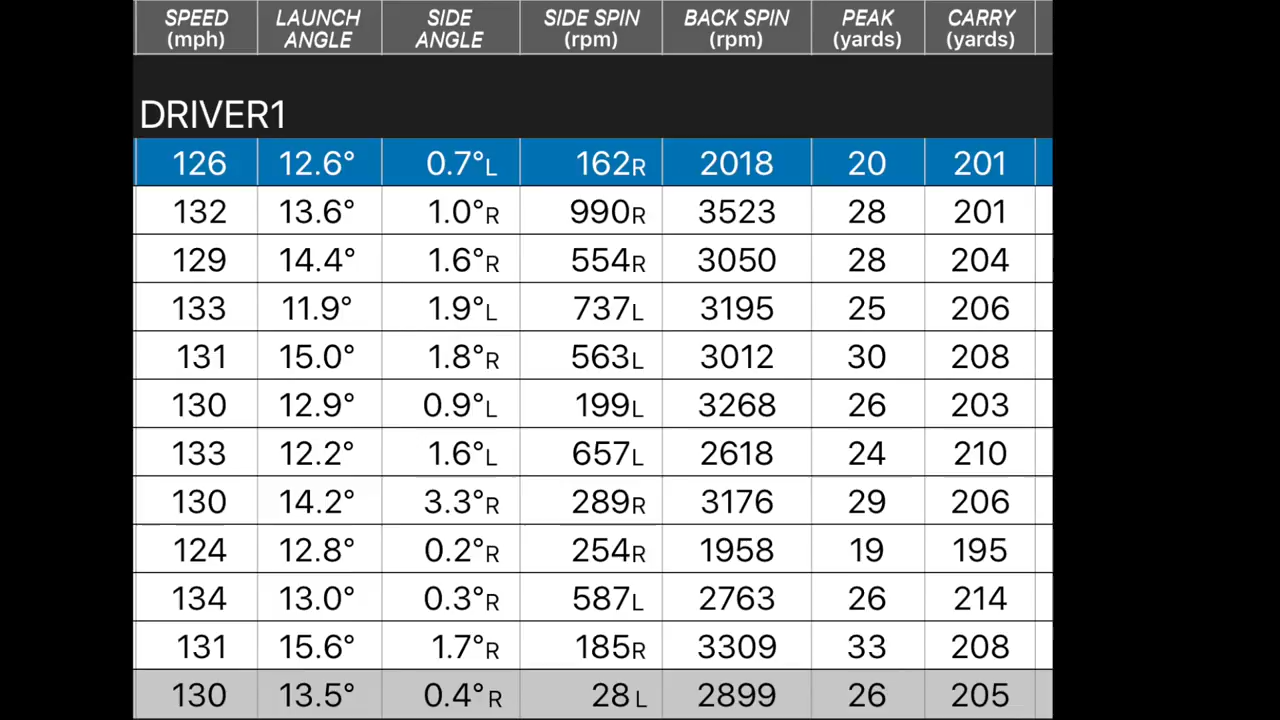 SPEED (mph) LAUNCH ANGLE SIDE ANGLE SIDE SPIN (rpm) BACK SPIN (rpm) PEAK (yards) CARRY (yards)
DRIVER1
126 12.6° 0.7°L 162R 2018 20 201
132 13.6° 1.0°R 990R 3523 28 201
129 14.4° 1.6°R 554R 3050 28 204
133 11.9° 1.9°L 737L 3195 25 206
131 15.0° 1.8°R 563L 3012 30 208
130 12.9° 0.9°L 199L 3268 26 203
133 12.2° 1.6°L 657L 2618 24 210
130 14.2° 3.3°R 289R 3176 29 206
124 12.8° 0.2°R 254R 1958 19 195
134 13.0° 0.3°R 587L 2763 26 214
131 15.6° 1.7°R 185R 3309 33 208
130 13.5° 0.4°R 28L 2899 26 205